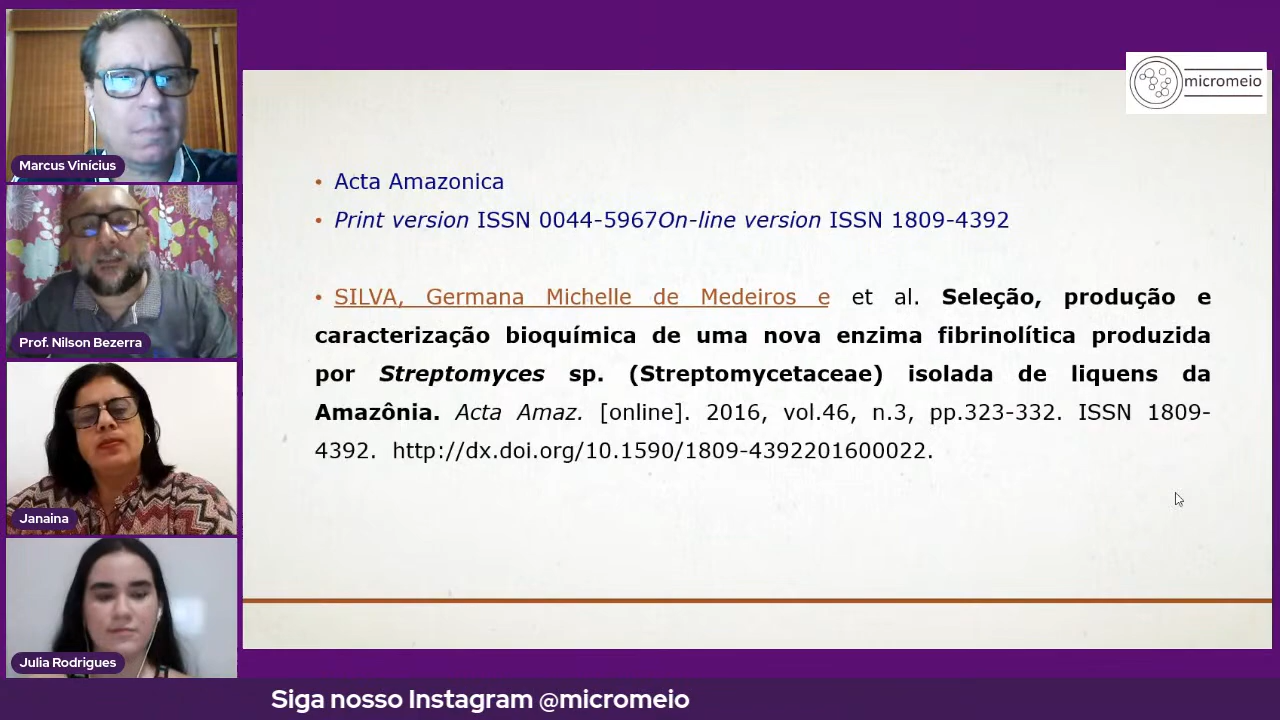 Marcus Vinícius
Prof. Nilson Bezerra
Janaina
Julia Rodrigues
micromeio
• Acta Amazonica
• Print version ISSN 0044-5967On-line version ISSN 1809-4392
• SILVA, Germana Michelle de Medeiros e et al. Seleção, produção e
caracterização bioquímica de uma nova enzima fibrinolítica produzida
por Streptomyces sp. (Streptomycetaceae) isolada de liquens da
Amazônia. Acta Amaz. [online]. 2016, vol.46, n.3, pp.323-332. ISSN 1809-
4392. http://dx.doi.org/10.1590/1809-4392201600022.
Siga nosso Instagram @micromeio